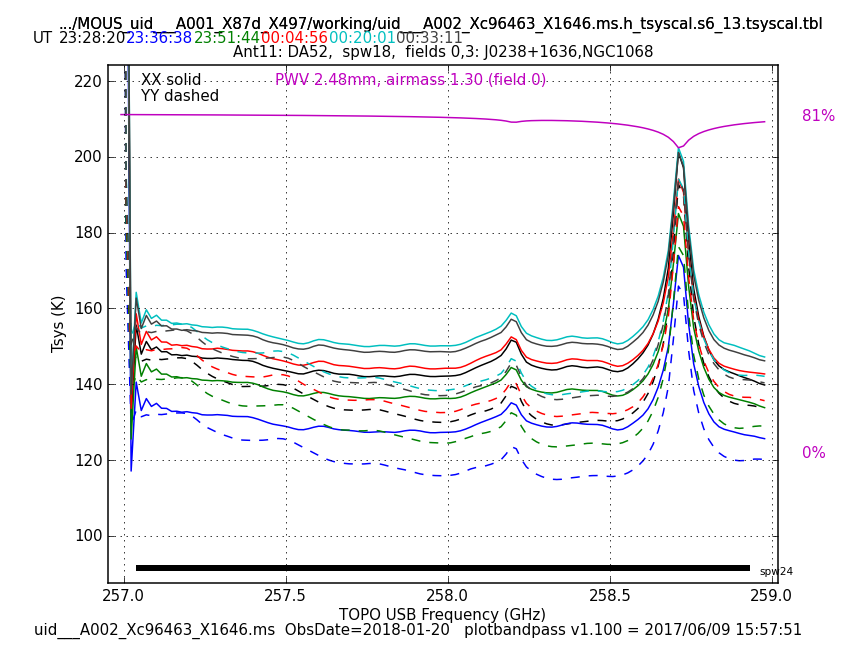 .../MOUS_uid___A001_X87d_X497/working/uid___A002_Xc96463_X1646.ms.h_tsyscal.s6_13.tsyscal.tbl
UT 23:28:20 23:36:38 23:51:44 00:04:56 00:20:01 00:33:11
Ant11: DA52, spw18, fields 0,3: J0238+1636,NGC1068
XX solid
YY dashed
PWV 2.48mm, airmass 1.30 (field 0)
81%
0%
220
200
180
160
140
120
100
Tsys (K)
spw24
257.0 257.5 258.0 258.5 259.0
TOPO USB Frequency (GHz)
uid___A002_Xc96463_X1646.ms ObsDate=2018-01-20 plotbandpass v1.100 = 2017/06/09 15:57:51